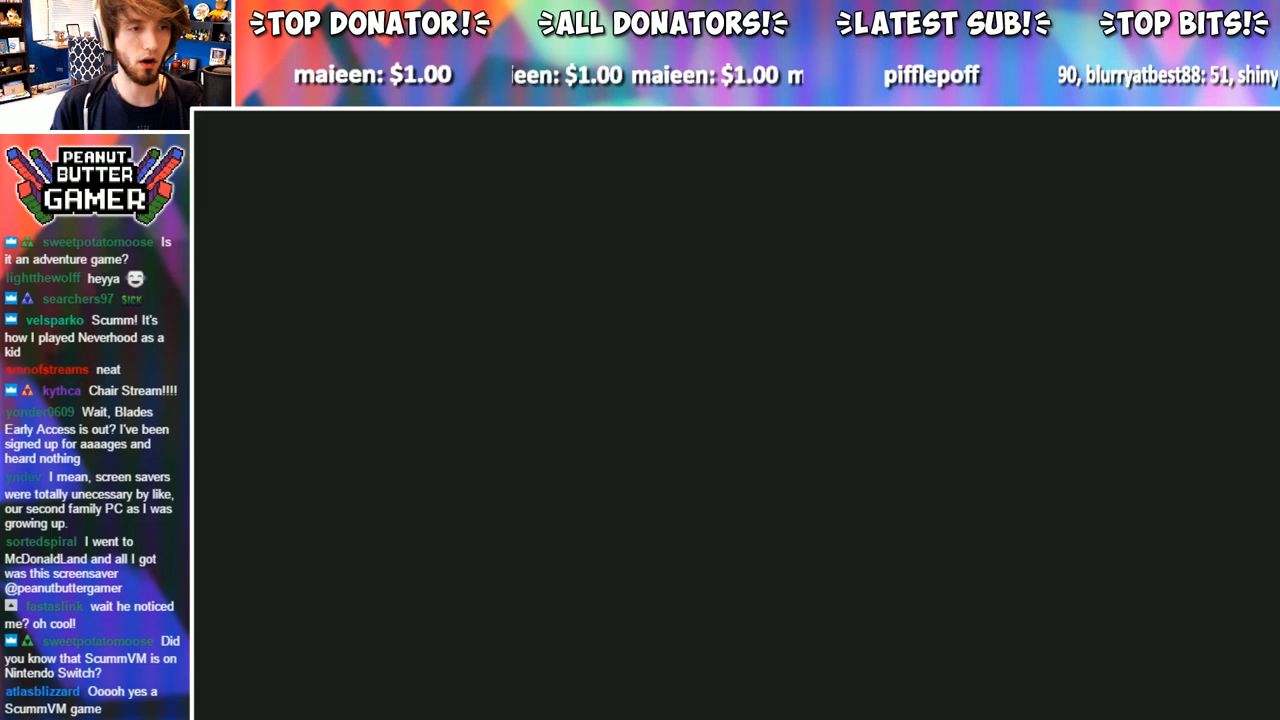 TOP DONATOR!
ALL DONATORS!
LATEST SUB!
TOP BITS!
maieen: $1.00
een: $1.00 maieen: $1.00 m
pifflepoff
90, blurryatbest88: 51, shiny
PEANUT
BUTTER
GAMER
sweetpotatomoose Is
it an adventure game?
lightthewolff heyya
searchers97 SICK
velsparko Scumm! It's
how I played Neverhood as a
kid
smnofstreams neat
kythca Chair Stream!!!!
yonder0609 Wait, Blades
Early Access is out? I've been
signed up for aaaages and
heard nothing
yndev I mean, screen savers
were totally unecessary by like,
our second family PC as I was
growing up.
sortedspiral I went to
McDonaldLand and all I got
was this screensaver
@peanutbuttergamer
fastaslink wait he noticed
me? oh cool!
sweetpotatomoose Did
you know that ScummVM is on
Nintendo Switch?
atlasblizzard Ooooh yes a
ScummVM game